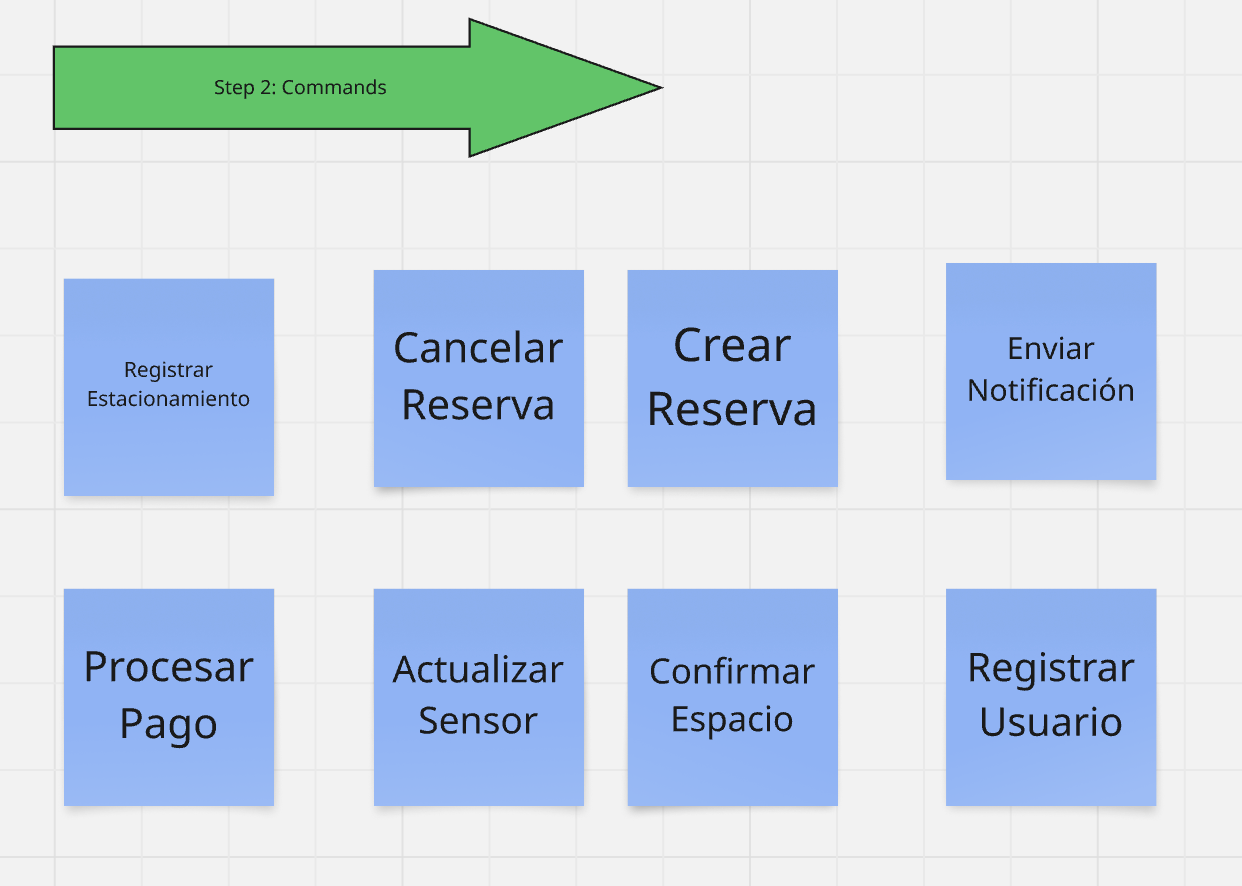 Step 2: Commands
Registrar
Estacionamiento
Cancelar
Reserva
Crear
Reserva
Enviar
Notificación
Procesar
Pago
Actualizar
Sensor
Confirmar
Espacio
Registrar
Usuario